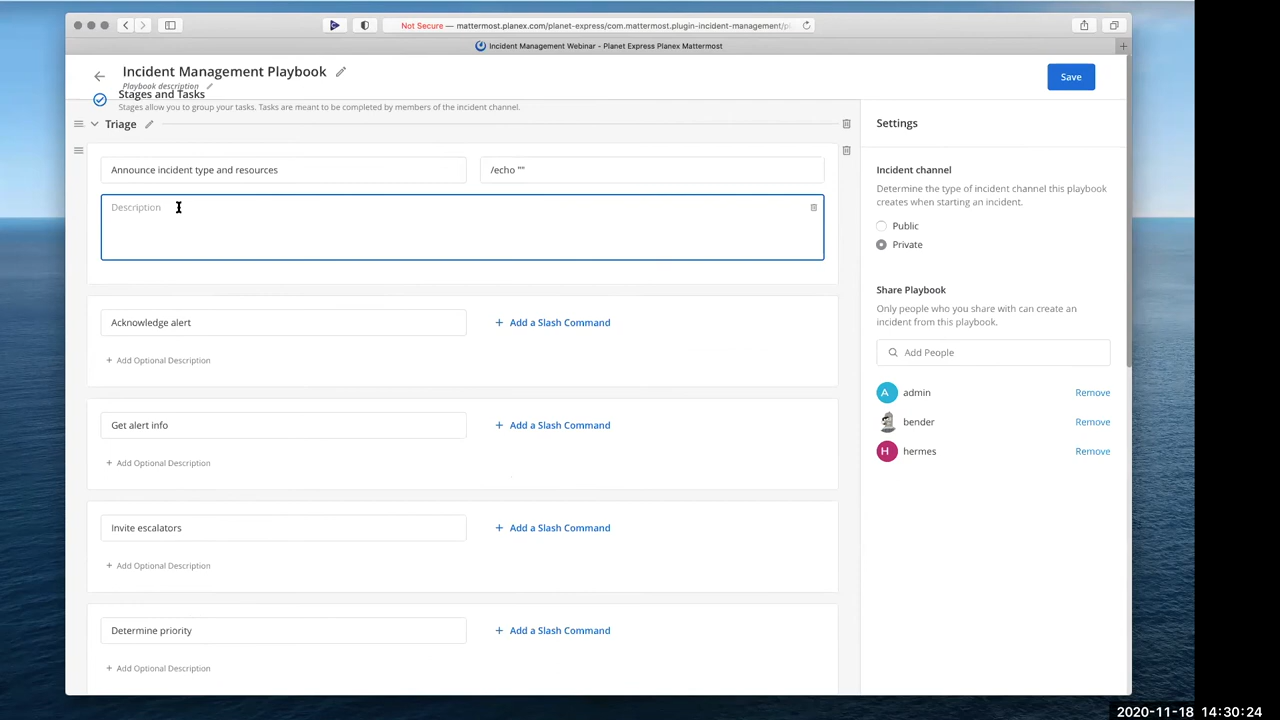 Not Secure — mattermost.planex.com/planet-express/com.mattermost.plugin-incident-management/
Incident Management Webinar - Planet Express Planex Mattermost
Incident Management Playbook
Playbook description
Save
Stages and Tasks
Stages allow you to group your tasks. Tasks are meant to be completed by members of the incident channel.
Triage
Announce incident type and resources
/echo ""
Description
Acknowledge alert
+ Add a Slash Command
+ Add Optional Description
Get alert info
+ Add a Slash Command
+ Add Optional Description
Invite escalators
+ Add a Slash Command
+ Add Optional Description
Determine priority
+ Add a Slash Command
+ Add Optional Description
Settings
Incident channel
Determine the type of incident channel this playbook
creates when starting an incident.
Public
Private
Share Playbook
Only people who you share with can create an
incident from this playbook.
Add People
A admin Remove
bender Remove
H hermes Remove
2020-11-18 14:30:24